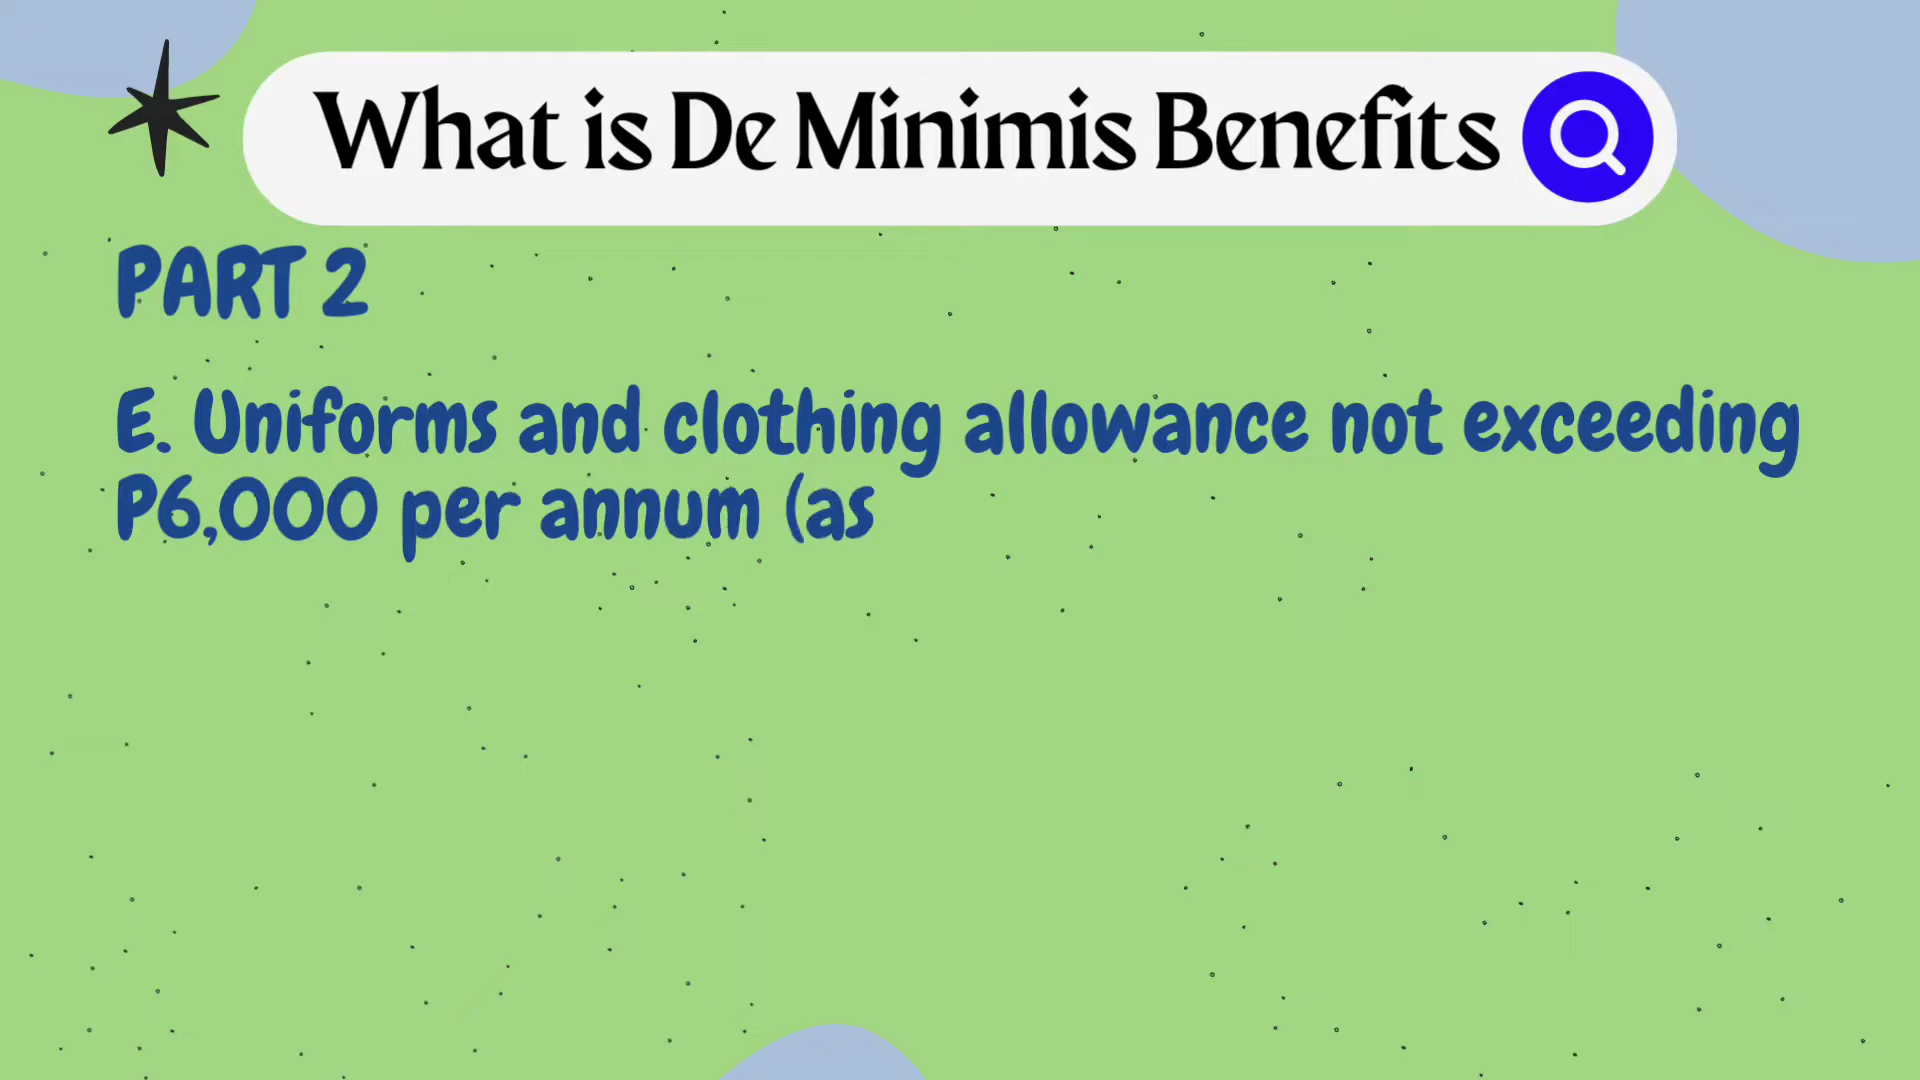 What is De Minimis Benefits
PART 2
E. Uniforms and clothing allowance not exceeding
P6,000 per annum (as